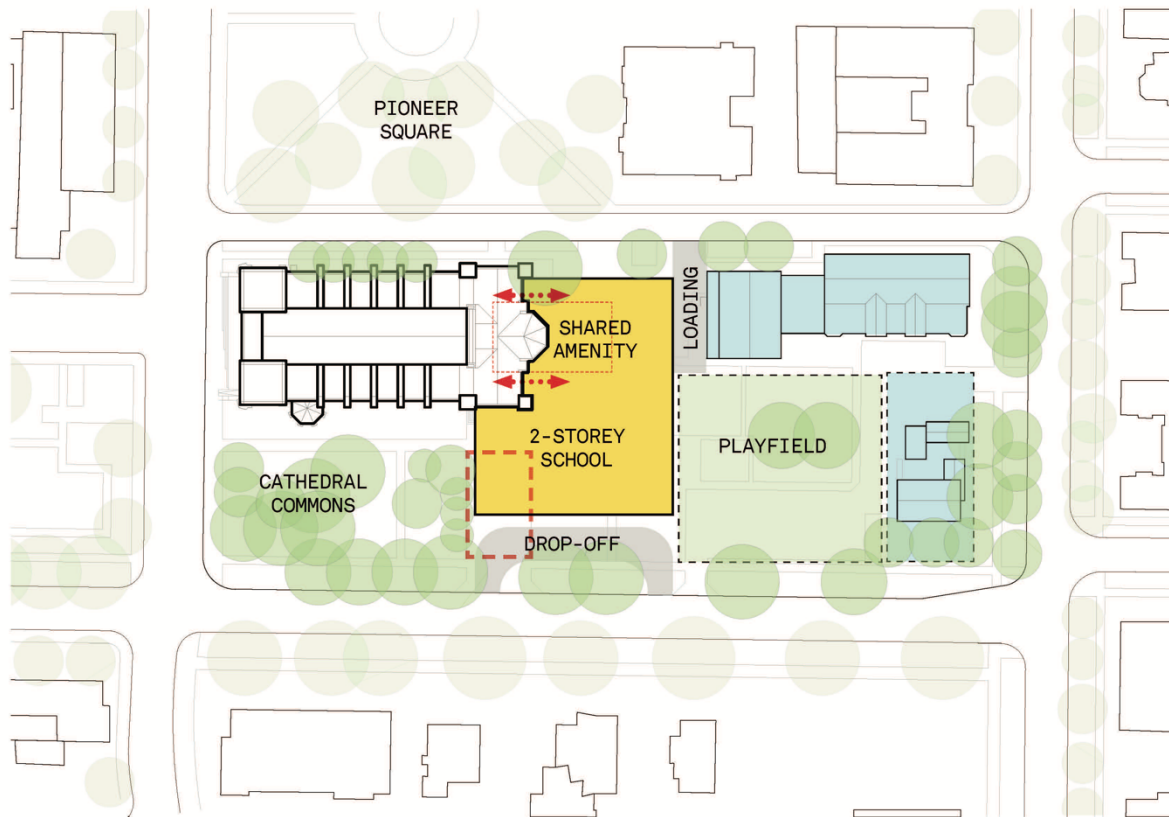 PIONEER
SQUARE
LOADING
SHARED
AMENITY
2-STOREY
SCHOOL
PLAYFIELD
CATHEDRAL
COMMONS
DROP-OFF